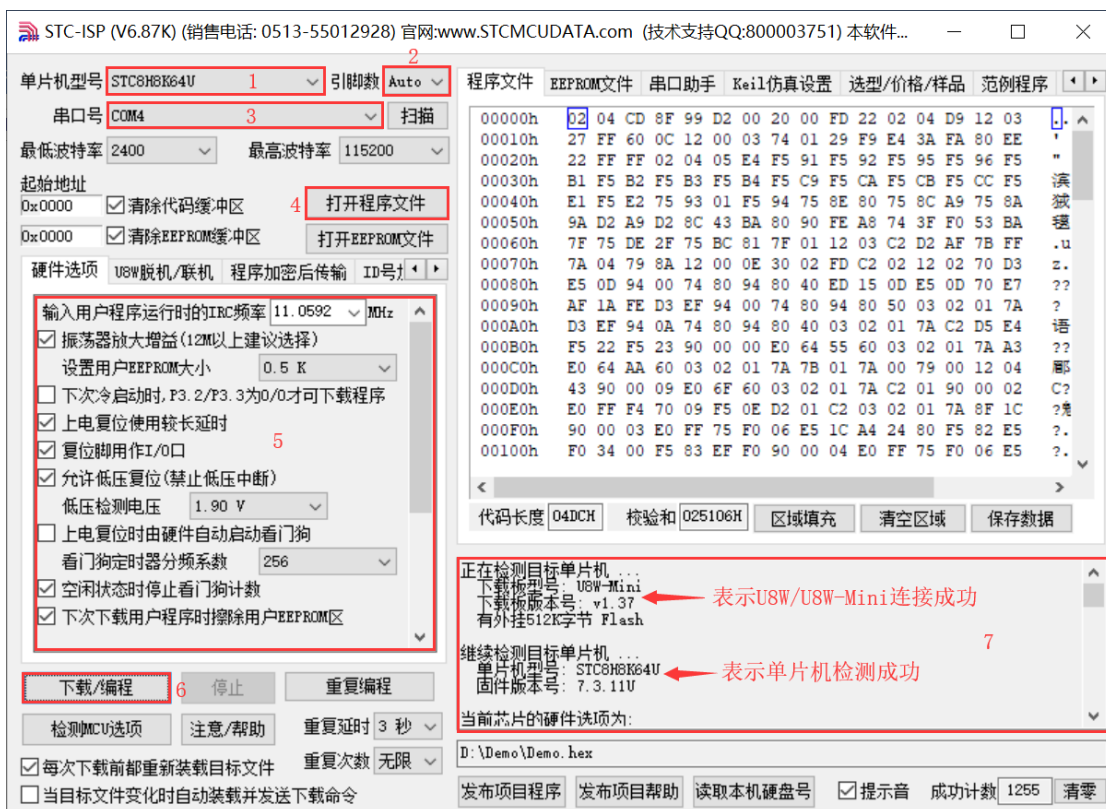 STC-ISP (V6.87K) (销售电话: 0513-55012928) 官网:www.STCMCUDATA.com (技术支持QQ:800003751) 本软件...
单片机型号 STC8H8K64U 1 引脚数 Auto 2
串口号 COM4 3 扫描
最低波特率 2400 最高波特率 115200
起始地址
0x0000 清除代码缓冲区 4 打开程序文件
0x0000 清除EEPROM缓冲区 打开EEPROM文件
硬件选项 U8W脱机/联机 程序加密后传输 ID号
输入用户程序运行时的IRC频率 11.0592 MHz
振荡器放大增益(12M以上建议选择)
设置用户EEPROM大小 0.5 K
下次冷启动时,P3.2/P3.3为0/0才可下载程序
上电复位使用较长延时
复位脚用作I/O口 5
允许低压复位(禁止低压中断)
低压检测电压 1.90 V
上电复位时由硬件自动启动看门狗
看门狗定时器分频系数 256
空闲状态时停止看门狗计数
下次下载用户程序时擦除用户EEPROM区
下载/编程 6 停止 重复编程
检测MCU选项 注意/帮助 重复延时 3 秒
重复次数 无限
每次下载前都重新装载目标文件
当目标文件变化时自动装载并发送下载命令
程序文件 EEPROM文件 串口助手 Keil仿真设置 选型/价格/样品 范例程序
00000h 02 04 CD 8F 99 D2 00 20 00 FD 22 02 04 D9 12 03 ..
00010h 27 FF 60 0C 12 00 03 74 01 29 F9 E4 3A FA 80 EE '
00020h 22 FF FF 02 04 05 E4 F5 91 F5 92 F5 95 F5 96 F5 "
00030h B1 F5 B2 F5 B3 F5 B4 F5 C9 F5 CA F5 CB F5 CC F5 滨
00040h E1 F5 E2 75 93 01 F5 94 75 8E 80 75 8C A9 75 8A
00050h 9A D2 A9 D2 8C 43 BA 80 90 FE A8 74 3F F0 53 BA
00060h 7F 75 DE 2F 75 BC 81 7F 01 12 03 C2 D2 AF 7B FF .u
00070h 7A 04 79 8A 12 00 0E 30 02 FD C2 02 12 02 70 D3 z.
00080h E5 0D 94 00 74 80 94 80 40 ED 15 0D E5 0D 70 E7 ??
00090h AF 1A FE D3 EF 94 00 74 80 94 80 50 03 02 01 7A ?
000A0h D3 EF 94 0A 74 80 94 80 40 03 02 01 7A C2 D5 E4 语
000B0h F5 22 F5 23 90 00 00 E0 64 55 60 03 02 01 7A A3 ??
000C0h E0 64 AA 60 03 02 01 7A 7B 01 7A 00 79 00 12 04 郿
000D0h 43 90 00 09 E0 6F 60 03 02 01 7A C2 01 90 00 02 C?
000E0h E0 FF F4 70 09 F5 0E D2 01 C2 03 02 01 7A 8F 1C ?
000F0h 90 00 03 E0 FF 75 F0 06 E5 1C A4 24 80 F5 82 E5 ?.
00100h F0 34 00 F5 83 EF F0 90 00 04 E0 FF 75 F0 06 E5 ?.
代码长度 04DCH 校验和 025106H 区域填充 清空区域 保存数据
正在检测目标单片机 ...
下载板型号: U8W-Mini
下载板版本号: v1.37 表示U8W/U8W-Mini连接成功
有外挂512K字节 Flash
继续检测目标单片机 ... 7
单片机型号: STC8H8K64U 表示单片机检测成功
固件版本号: 7.3.11U
当前芯片的硬件选项为:
D:\Demo\Demo.hex
发布项目程序 发布项目帮助 读取本机硬盘号 提示音 成功计数 1255 清零